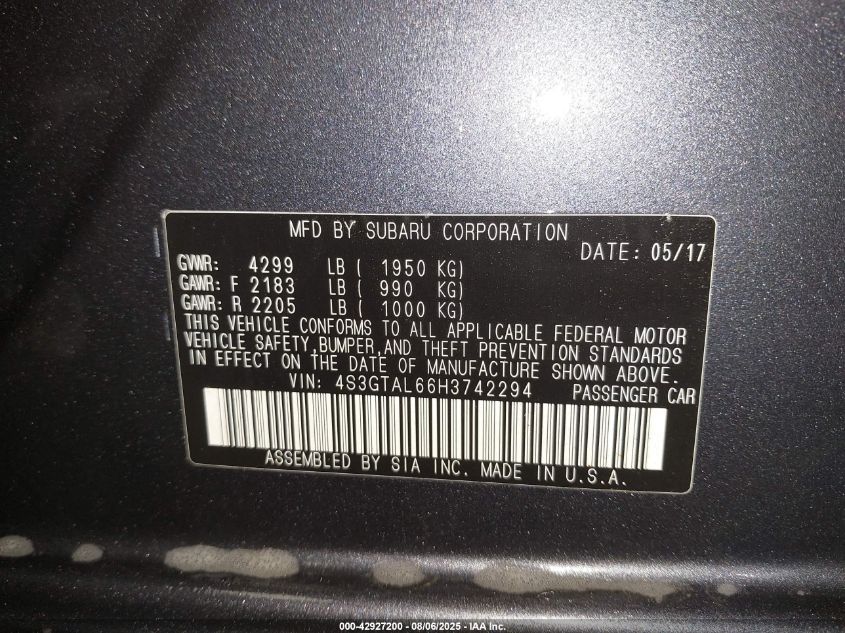 MFD BY SUBARU CORPORATION
DATE: 05/17
GVWR: 4299 LB ( 1950 KG)
GAWR: F 2183 LB ( 990 KG)
GAWR: R 2205 LB ( 1000 KG)
THIS VEHICLE CONFORMS TO ALL APPLICABLE FEDERAL MOTOR
VEHICLE SAFETY, BUMPER, AND THEFT PREVENTION STANDARDS
IN EFFECT ON THE DATE OF MANUFACTURE SHOWN ABOVE.
VIN: 4S3GTAL66H3742294 PASSENGER CAR
ASSEMBLED BY SIA INC. MADE IN U.S.A.
000-42927200 - 08/06/2025 - IAA Inc.